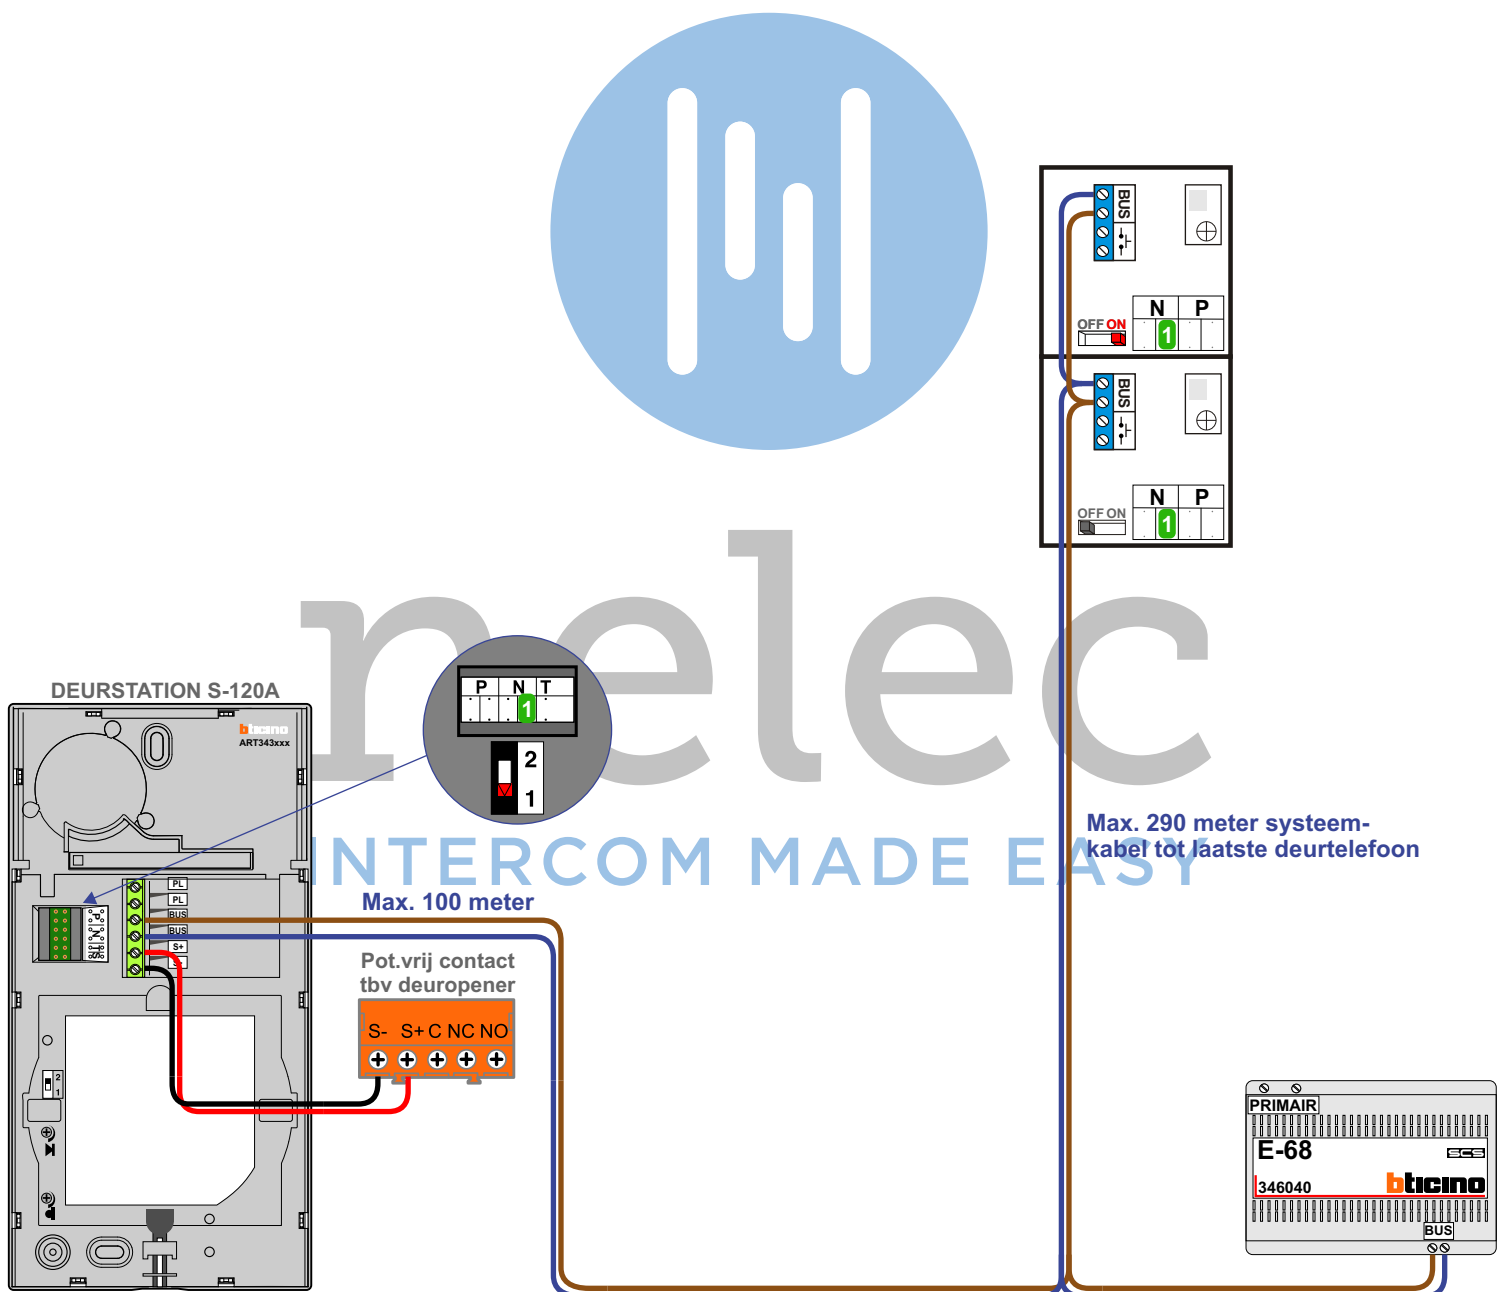 BUS
OFF ON
N P
1
BUS
OFF ON
N P
1
nelec
INTERCOM MADE EASY
DEURSTATION S-120A
bticino
ART343xxx
P N T
1
2
1
Max. 290 meter systeem-
kabel tot laatste deurtelefoon
Max. 100 meter
PL
PL
BUS
BUS
S+
P N T S
Pot.vrij contact
tbv deuropener
S- S+ C NC NO
2
1
PRIMAIR
E-68
SCS
346040
bticino
BUS